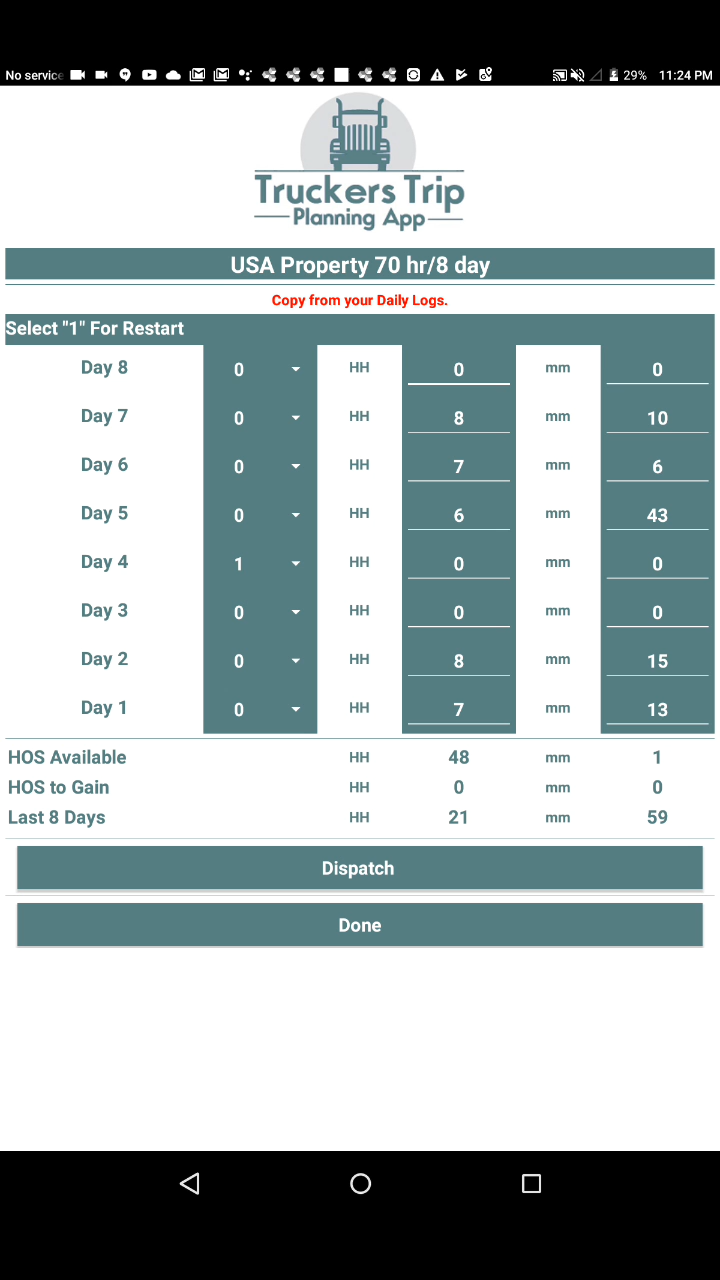 No service 29% 11:24 PM
Truckers Trip
Planning App
USA Property 70 hr/8 day
Copy from your Daily Logs.
Select "1" For Restart
Day 8 0 HH 0 mm 0
Day 7 0 HH 8 mm 10
Day 6 0 HH 7 mm 6
Day 5 0 HH 6 mm 43
Day 4 1 HH 0 mm 0
Day 3 0 HH 0 mm 0
Day 2 0 HH 8 mm 15
Day 1 0 HH 7 mm 13
HOS Available HH 48 mm 1
HOS to Gain HH 0 mm 0
Last 8 Days HH 21 mm 59
Dispatch
Done